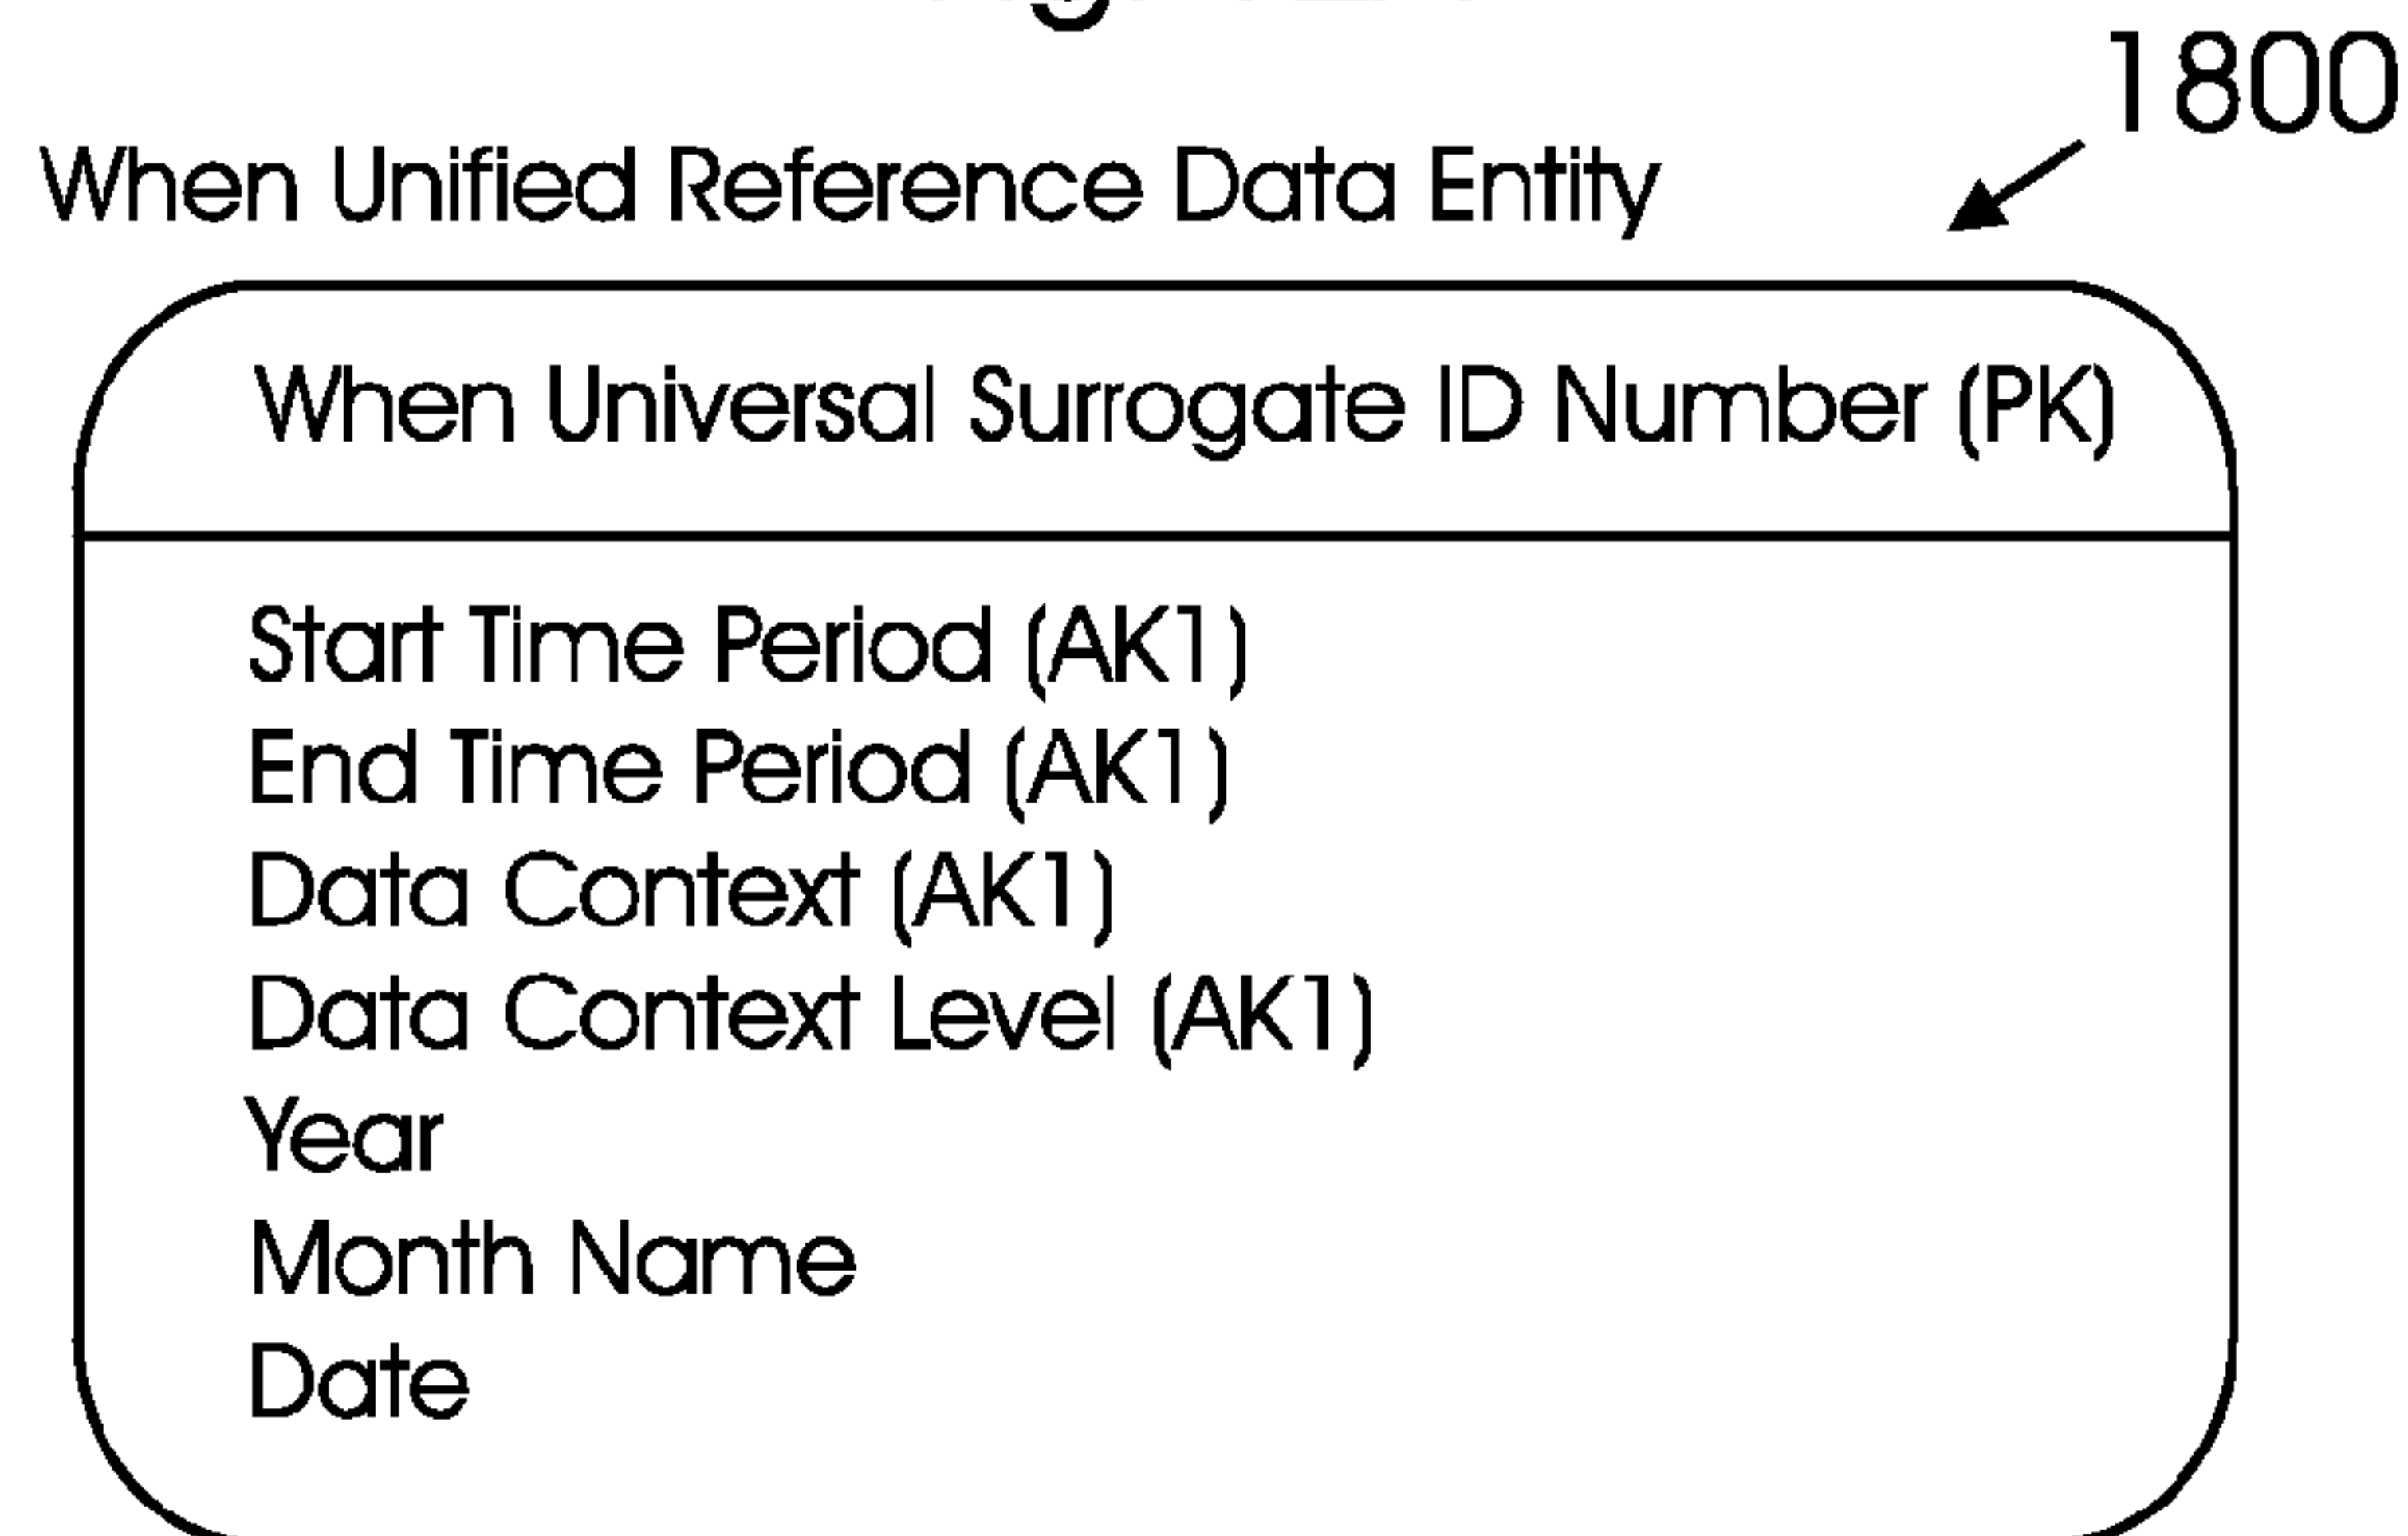 1800
When Unified Reference Data Entity
When Universal Surrogate ID Number (PK)
Start Time Period (AK1)
End Time Period (AK1)
Data Context (AK1)
Data Context Level (AK1)
Year
Month Name
Date